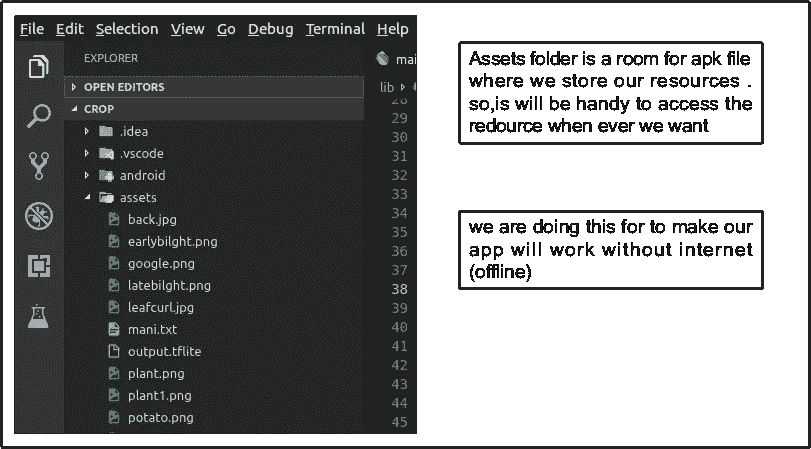 File Edit Selection View Go Debug Terminal Help
EXPLORER
OPEN EDITORS
CROP
.idea
.vscode
android
assets
back.jpg
earlybilght.png
google.png
latebilght.png
leafcurl.jpg
mani.txt
output.tflite
plant.png
plant1.png
potato.png
mai
lib
28
29
30
31
32
33
34
35
36
37
38
39
40
41
42
43
44
45
Assets folder is a room for apk file
where we store our resources .
so,is will be handy to access the
redource when ever we want
we are doing this for to make our
app will work without internet
(offline)